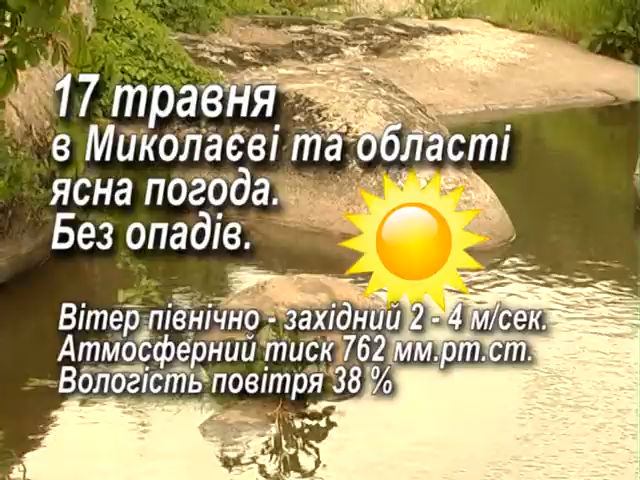 17 травня
в Миколаєві та області
ясна погода.
Без опадів.
Вітер північно - західний 2 - 4 м/сек.
Атмосферний тиск 762 мм.рт.ст.
Вологість повітря 38 %